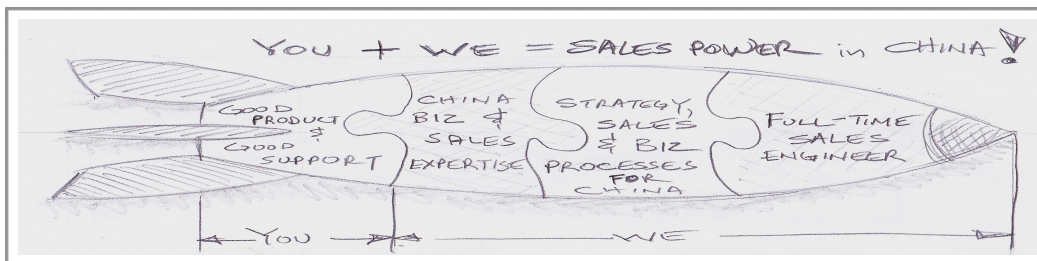 YOU + WE = SALES POWER in CHINA!
GOOD
PRODUCT
&
GOOD
SUPPORT
CHINA
BIZ &
SALES
EXPERTISE
STRATEGY,
SALES
& BIZ
PROCESSES
FOR
CHINA
FULL-TIME
SALES
ENGINEER
YOU
WE